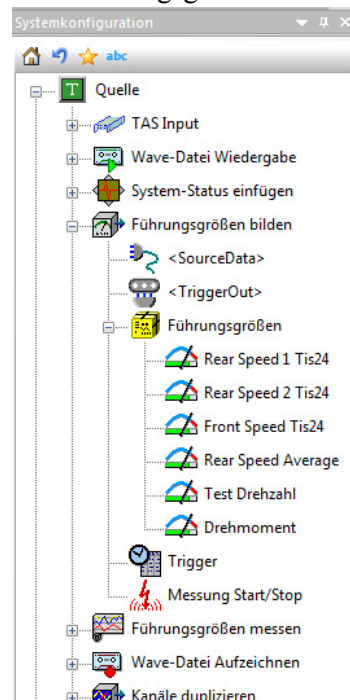 Systemkonfiguration
abc
T Quelle
TAS Input
Wave-Datei Wiedergabe
System-Status einfügen
Führungsgrößen bilden
<SourceData>
<TriggerOut>
Führungsgrößen
Rear Speed 1 Tis24
Rear Speed 2 Tis24
Front Speed Tis24
Rear Speed Average
Test Drehzahl
Drehmoment
Trigger
Messung Start/Stop
Führungsgrößen messen
Wave-Datei Aufzeichnen
Kanäle duplizieren